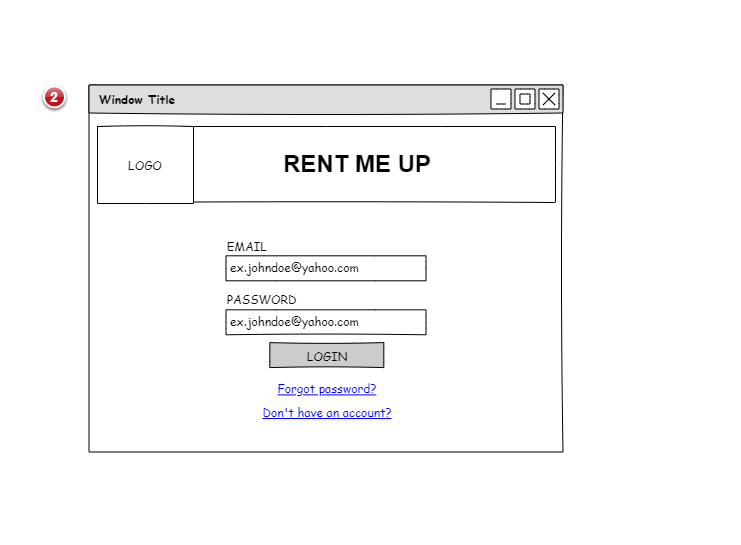 2
Window Title
LOGO
RENT ME UP
EMAIL
ex.johndoe@yahoo.com
PASSWORD
ex.johndoe@yahoo.com
LOGIN
Forgot password?
Don't have an account?